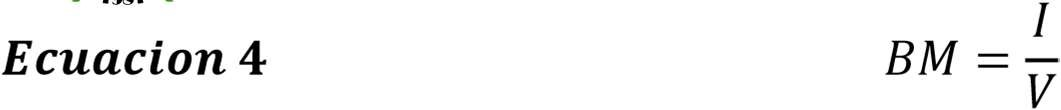 Ecuacion 4 BM = I/V